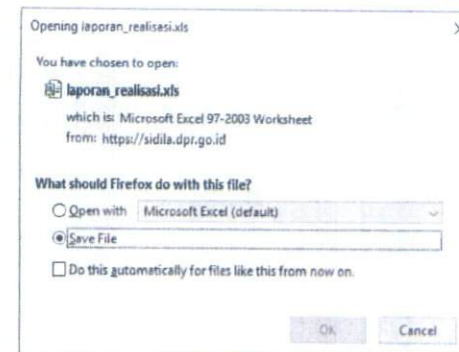 Opening laporan_realisasi.xls
You have chosen to open:
laporan_realisasi.xls
which is: Microsoft Excel 97-2003 Worksheet
from: https://sidila.dpr.go.id
What should Firefox do with this file?
Open with Microsoft Excel (default)
Save File
Do this automatically for files like this from now on.
OK Cancel